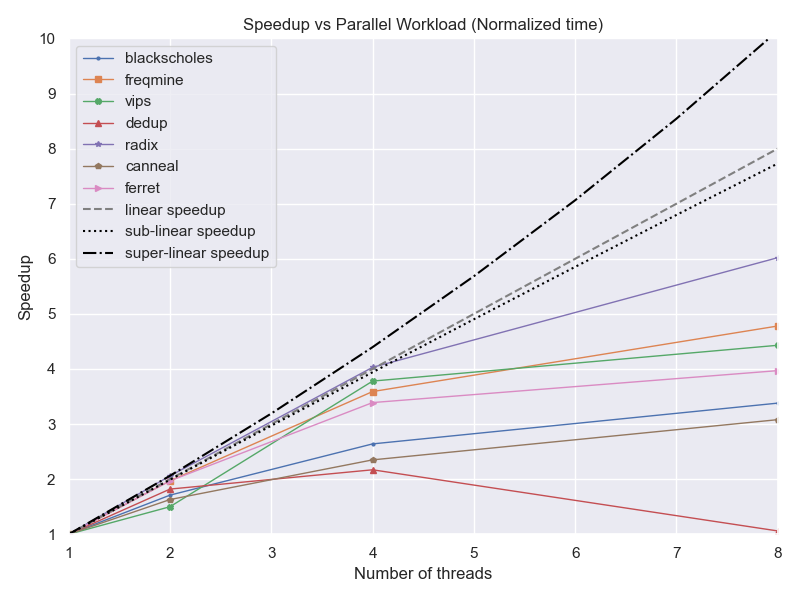 Speedup vs Parallel Workload (Normalized time)
blackscholes
freqmine
vips
dedup
radix
canneal
ferret
linear speedup
sub-linear speedup
super-linear speedup
Speedup
10
9
8
7
6
5
4
3
2
1
1 2 3 4 5 6 7 8
Number of threads